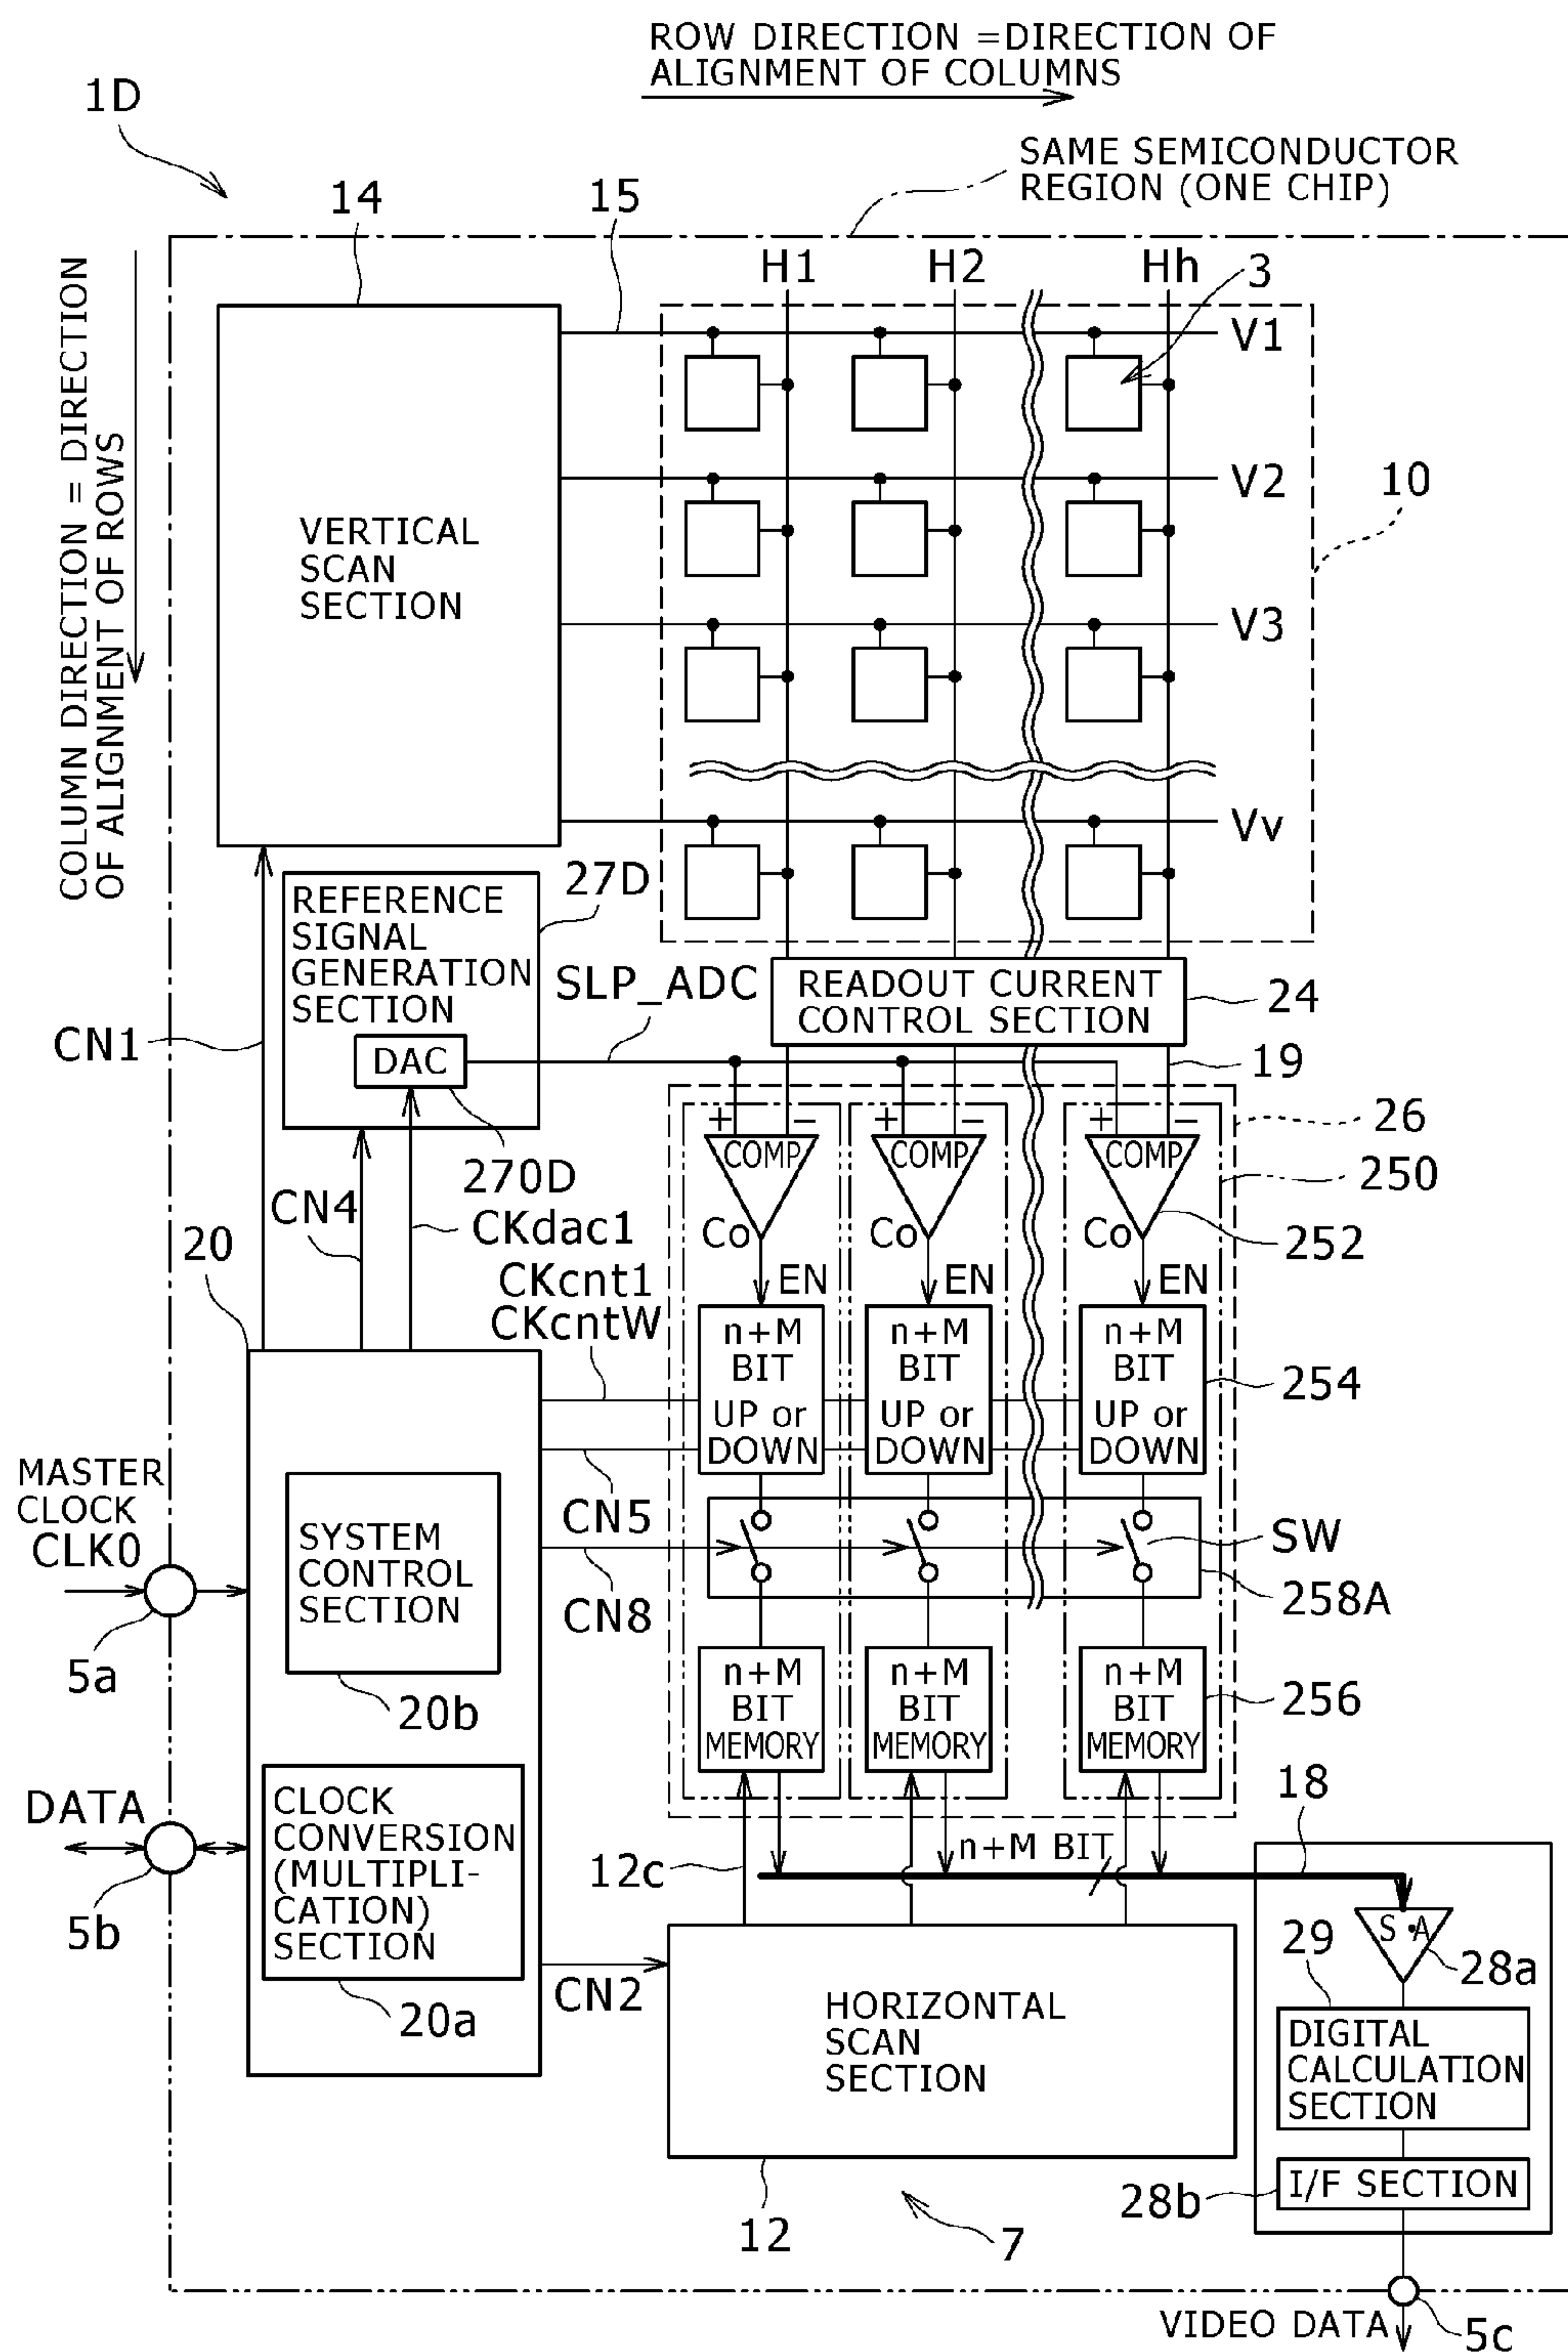 ROW DIRECTION =DIRECTION OF
ALIGNMENT OF COLUMNS
1D
SAME SEMICONDUCTOR
REGION (ONE CHIP)
14
15
H1
H2
Hh
3
COLUMN DIRECTION = DIRECTION
OF ALIGNMENT OF ROWS
V1
V2
10
VERTICAL
SCAN
SECTION
V3
Vv
27D
REFERENCE
SIGNAL
GENERATION
SECTION
SLP_ADC
READOUT CURRENT
CONTROL SECTION
24
CN1
DAC
19
+
−
+
−
+
−
26
COMP
COMP
COMP
250
270D
CN4
CKdac1
Co
Co
Co
252
20
CKcnt1
CKcntW
EN
EN
EN
n+M
BIT
UP or
DOWN
n+M
BIT
UP or
DOWN
n+M
BIT
UP or
DOWN
254
MASTER
CLOCK
CLK0
CN5
SYSTEM
CONTROL
SECTION
SW
258A
CN8
5a
20b
n+M
BIT
MEMORY
n+M
BIT
MEMORY
n+M
BIT
MEMORY
256
DATA
5b
CLOCK
CONVERSION
(MULTIPLI-
CATION)
SECTION
18
n+M BIT
12c
S•A
28a
29
20a
CN2
HORIZONTAL
SCAN
SECTION
DIGITAL
CALCULATION
SECTION
28b
I/F SECTION
12
7
VIDEO DATA
5c